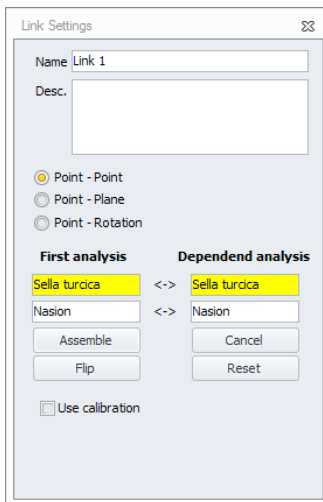 Link Settings
Name Link 1
Desc.
Point - Point
Point - Plane
Point - Rotation
First analysis Dependend analysis
Sella turcica <-> Sella turcica
Nasion <-> Nasion
Assemble Cancel
Flip Reset
Use calibration